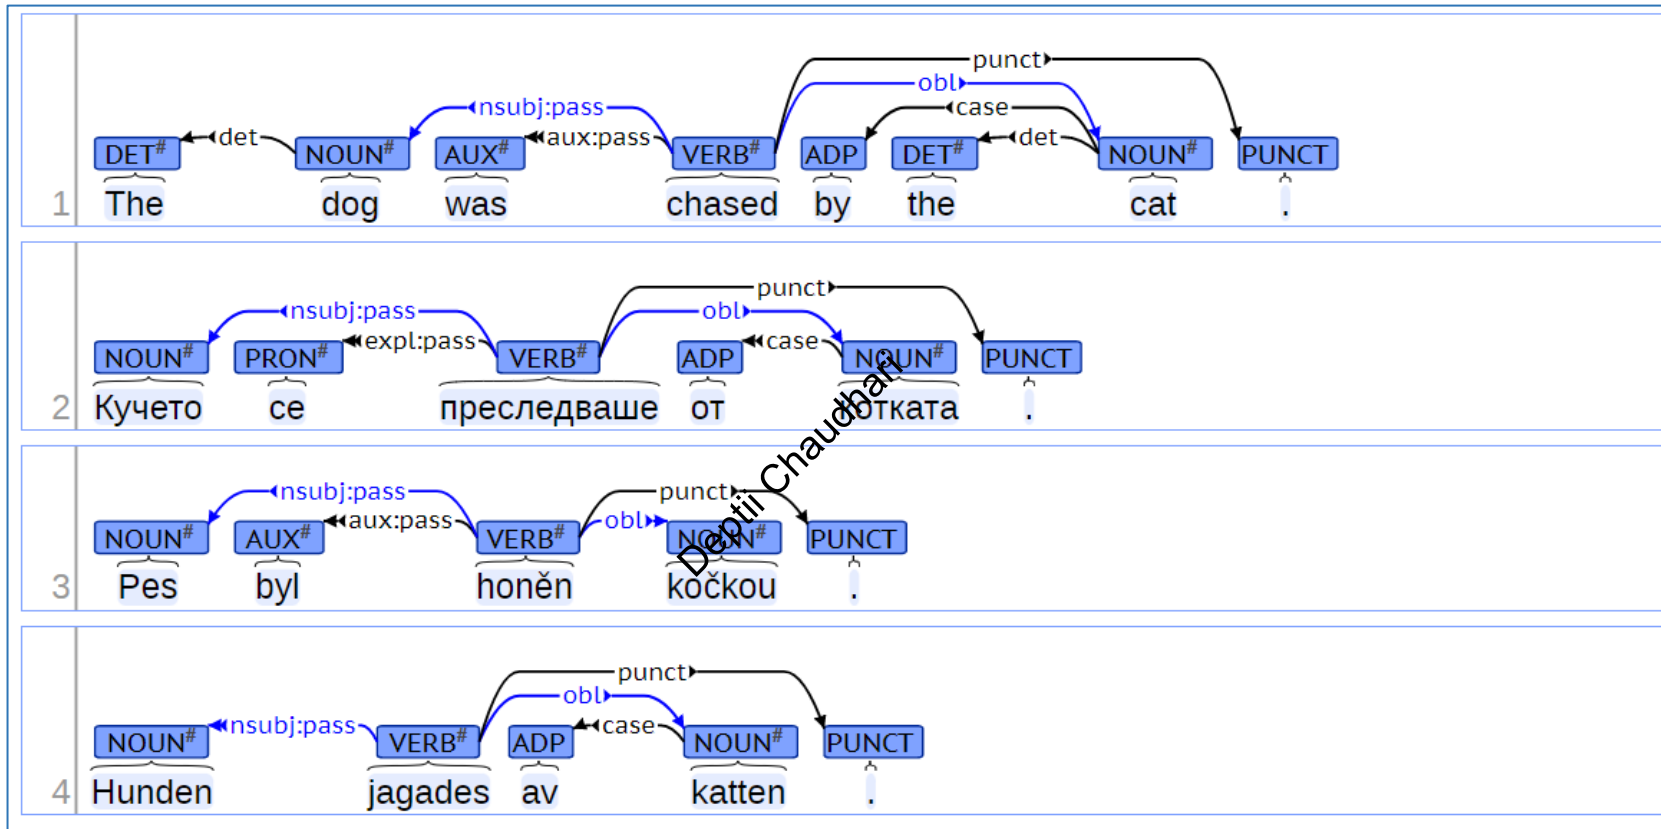 punct
obl
nsubj:pass case
det aux:pass det
DET# NOUN# AUX# VERB# ADP DET# NOUN# PUNCT
1 The dog was chased by the cat .
punct
nsubj:pass obl
expl:pass case
NOUN# PRON# VERB# ADP NOUN# PUNCT
2 Кучето се преследваше от котката .
nsubj:pass punct
aux:pass obl
NOUN# AUX# VERB# NOUN# PUNCT
3 Pes byl honěn kočkou .
punct
obl
nsubj:pass case
NOUN# VERB# ADP NOUN# PUNCT
4 Hunden jagades av katten .
Deptii Chaudhari